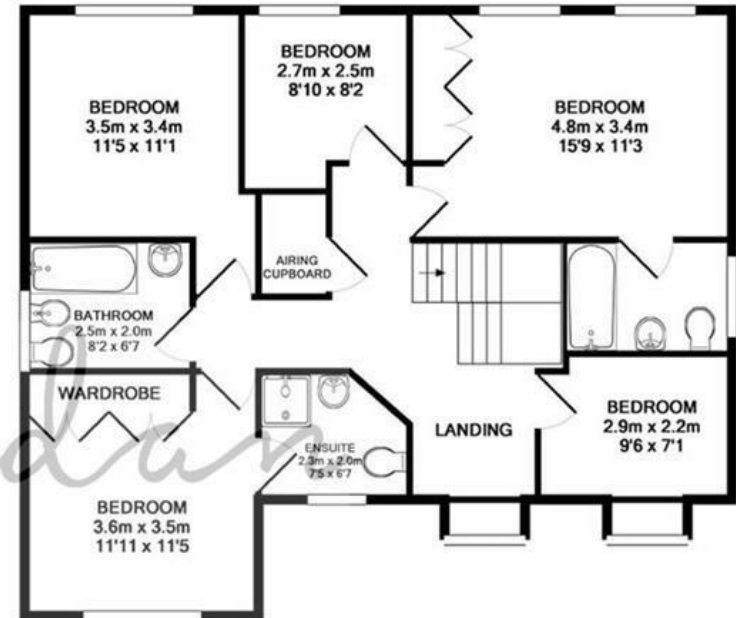 BEDROOM
3.5m x 3.4m
11'5 x 11'1
BEDROOM
2.7m x 2.5m
8'10 x 8'2
BEDROOM
4.8m x 3.4m
15'9 x 11'3
AIRING
CUPBOARD
BATHROOM
2.5m x 2.0m
8'2 x 6'7
WARDROBE
BEDROOM
3.6m x 3.5m
11'11 x 11'5
ENSUITE
2.3m x 2.0m
7'5 x 6'7
LANDING
BEDROOM
2.9m x 2.2m
9'6 x 7'1